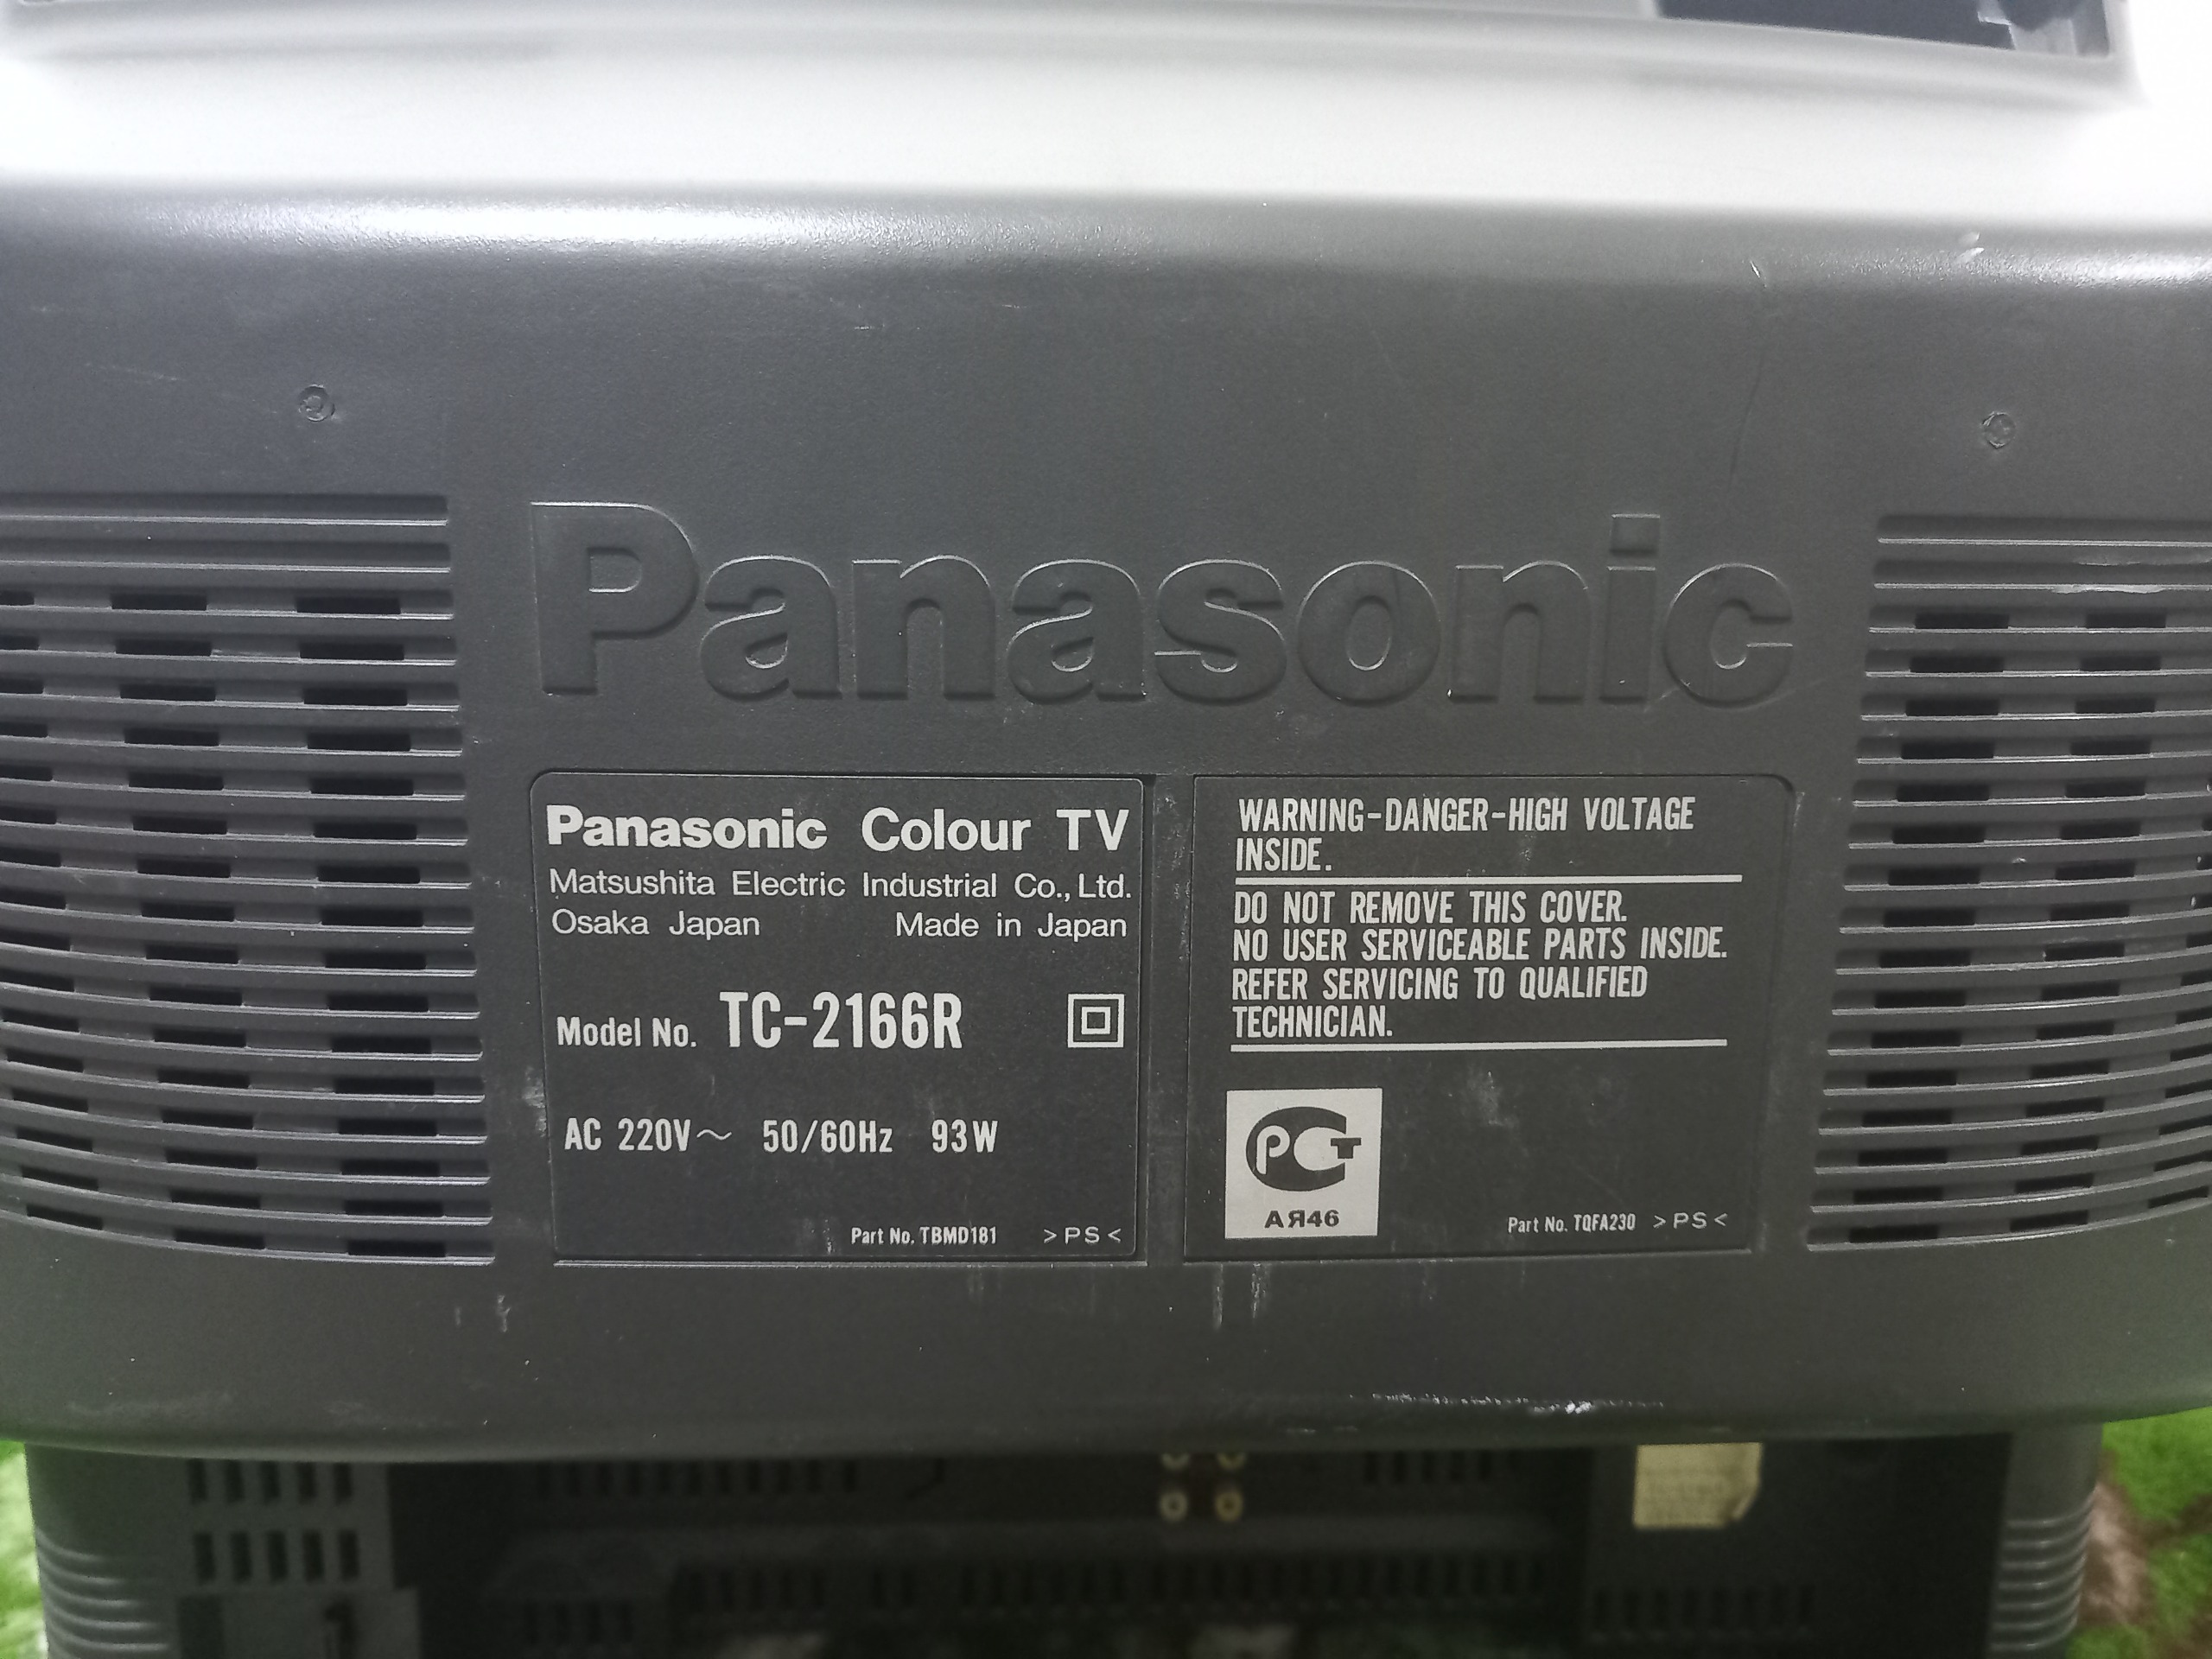 Panasonic
Panasonic Colour TV
Matsushita Electric Industrial Co., Ltd.
Osaka Japan Made in Japan
Model No. TC-2166R
AC 220V~ 50/60Hz 93W
Part No. TBMD181 >PS<
WARNING-DANGER-HIGH VOLTAGE
INSIDE.
DO NOT REMOVE THIS COVER.
NO USER SERVICEABLE PARTS INSIDE.
REFER SERVICING TO QUALIFIED
TECHNICIAN.
РСТ
АЯ46
Part No. TQFA230 >PS<